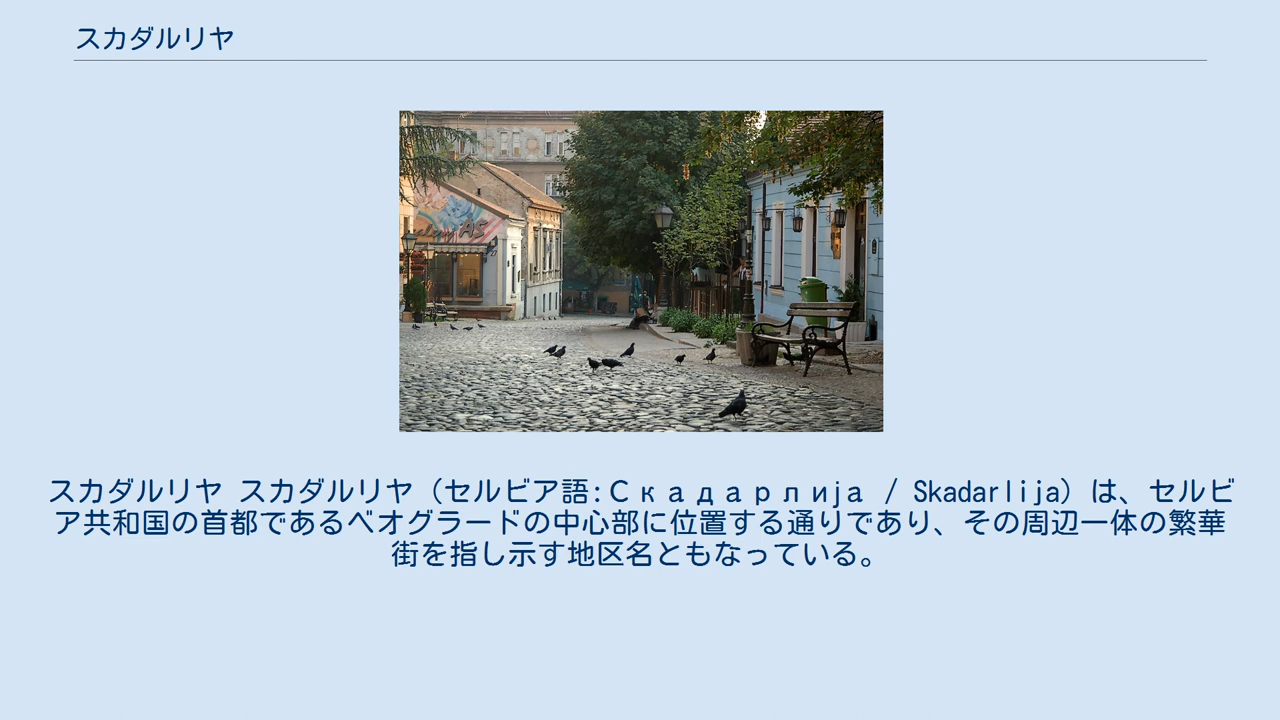 スカダルリヤ
スカダルリヤ スカダルリヤ（セルビア語:Скадарлија / Skadarlija）は、セルビ
ア共和国の首都であるベオグラードの中心部に位置する通りであり、その周辺一体の繁華
街を指し示す地区名ともなっている。